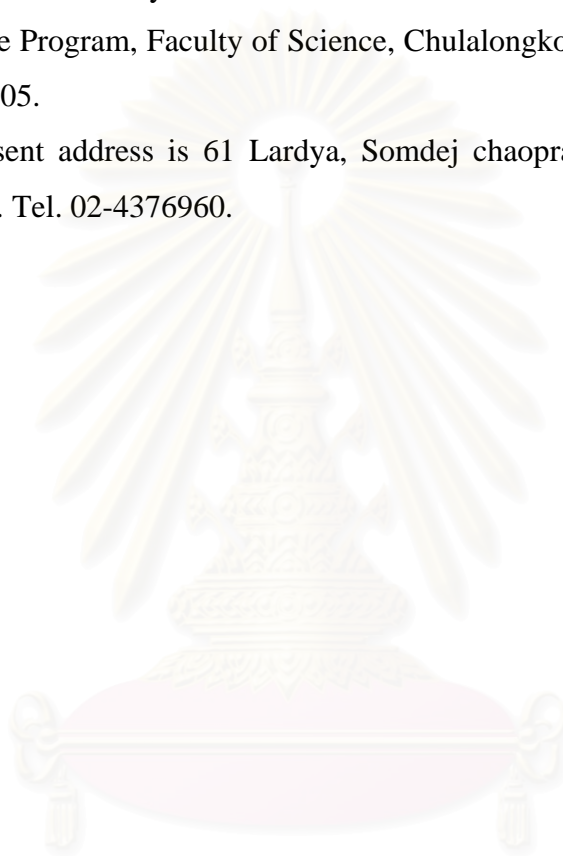 e Program, Faculty of Science, Chulalongko
05.
sent address is 61 Lardya, Somdej chaopra
. Tel. 02-4376960.